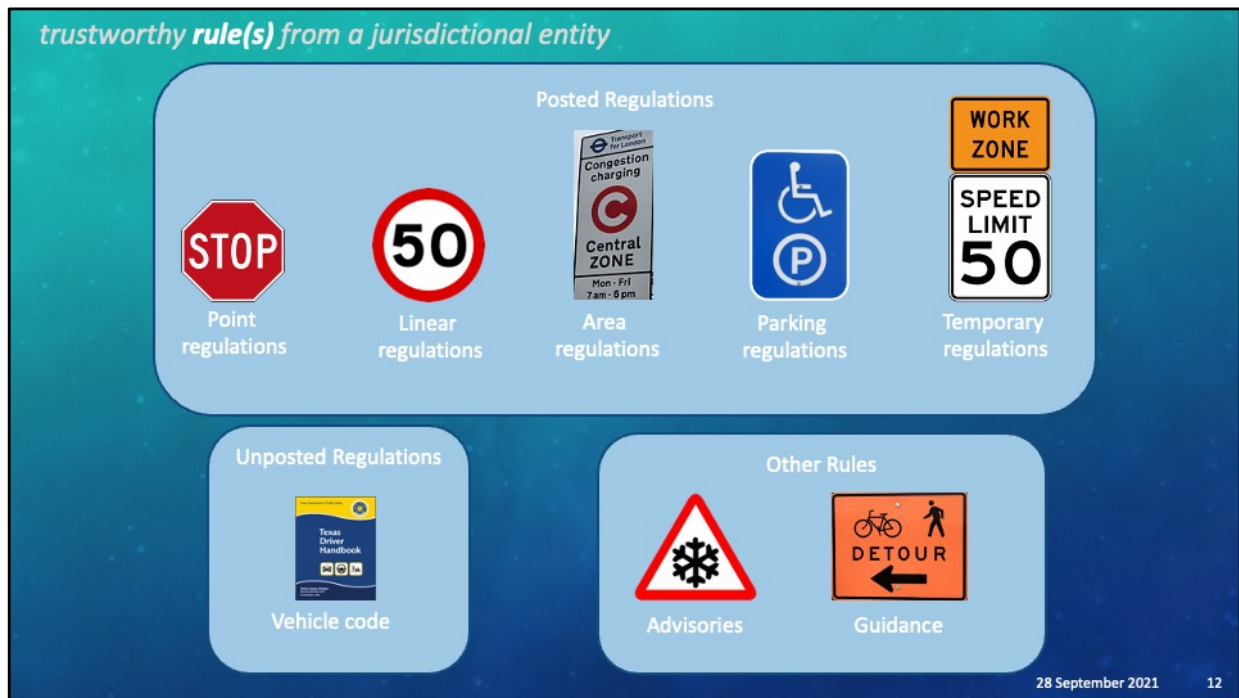 trustworthy rule(s) from a jurisdictional entity
Posted Regulations
STOP
Point
regulations
50
Linear
regulations
Transport
for London
Congestion
charging
C
Central
ZONE
Mon - Fri
7am - 6 pm
Area
regulations
P
Parking
regulations
WORK
ZONE
SPEED
LIMIT
50
Temporary
regulations
Unposted Regulations
Texas
Driver
Handbook
Vehicle code
Other Rules
Advisories
DETOUR
Guidance
28 September 2021
12